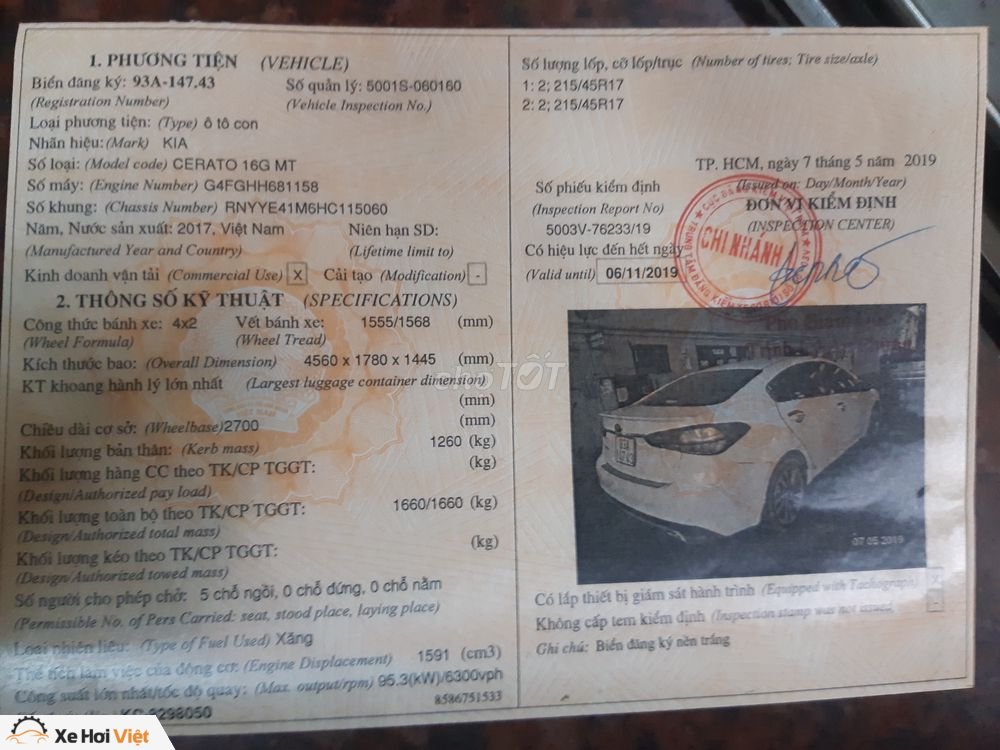 1. PHƯƠNG TIỆN (VEHICLE)
Biển đăng ký: 93A-147.43 Số quản lý: 5001S-060160
(Registration Number) (Vehicle Inspection No.)
Loại phương tiện: (Type) ô tô con
Nhãn hiệu: (Mark) KIA
Số loại: (Model code) CERATO 16G MT
Số máy: (Engine Number) G4FGHH681158
Số khung: (Chassis Number) RNYYE41M6HC115060
Năm, Nước sản xuất: 2017, Việt Nam Niên hạn SD:
(Manufactured Year and Country) (Lifetime limit to)
Kinh doanh vận tải (Commercial Use) X Cải tạo (Modification) -
2. THÔNG SỐ KỸ THUẬT (SPECIFICATIONS)
Công thức bánh xe: 4x2 Vết bánh xe: 1555/1568 (mm)
(Wheel Formula) (Wheel Tread)
Kích thước bao: (Overall Dimension) 4560 x 1780 x 1445 (mm)
KT khoang hành lý lớn nhất (Largest luggage container dimension)
(mm)
Chiều dài cơ sở: (Wheelbase) 2700 (mm)
Khối lượng bản thân: (Kerb mass) 1260 (kg)
Khối lượng hàng CC theo TK/CP TGGT: (kg)
(Design/Authorized pay load)
Khối lượng toàn bộ theo TK/CP TGGT: 1660/1660 (kg)
(Design/Authorized total mass)
Khối lượng kéo theo TK/CP TGGT: (kg)
(Design/Authorized towed mass)
Số người cho phép chở: 5 chỗ ngồi, 0 chỗ đứng, 0 chỗ nằm
(Permissible No. of Pers Carried: seat, stood place, laying place)
Loại nhiên liệu: (Type of Fuel Used) Xăng
Thể tích làm việc của động cơ: (Engine Displacement) 1591 (cm3)
Công suất lớn nhất/tốc độ quay: (Max. output/rpm) 95.3(kW)/6300vph
8586751533
KC-8298050
Số lượng lốp, cỡ lốp/trục (Number of tires; Tire size/axle)
1: 2; 215/45R17
2: 2; 215/45R17
TP. HCM, ngày 7 tháng 5 năm 2019
(Issued on: Day/Month/Year)
Số phiếu kiểm định ĐƠN VỊ KIỂM ĐỊNH
(Inspection Report No) (INSPECTION CENTER)
5003V-76233/19
Có hiệu lực đến hết ngày
(Valid until) 06/11/2019
CHI NHÁNH
07 05 2019
Có lắp thiết bị giám sát hành trình (Equipped with Tachograph) X
Không cấp tem kiểm định (Inspection stamp was not issued) -
Ghi chú: Biển đăng ký nền trắng
chợTỐT
Xe Hơi Việt